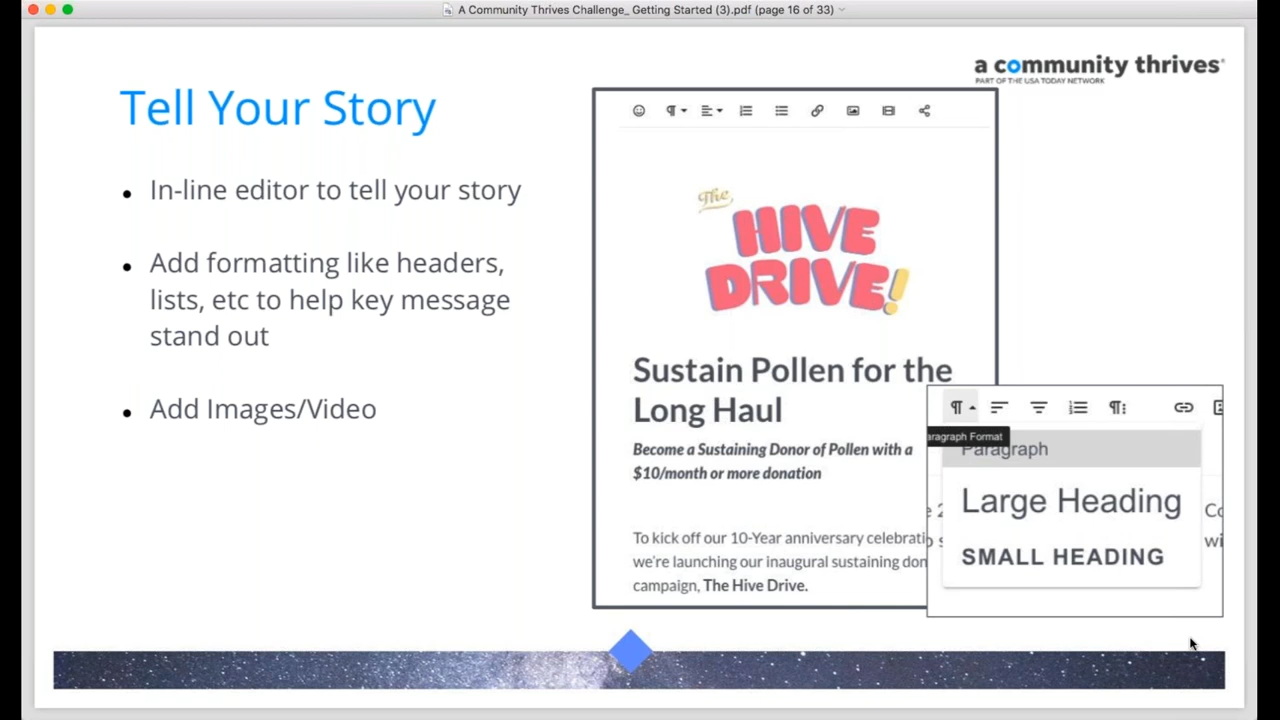 A Community Thrives Challenge_ Getting Started (3).pdf (page 16 of 33)
a community thrives
PART OF THE USA TODAY NETWORK
Tell Your Story
• In-line editor to tell your story
• Add formatting like headers,
lists, etc to help key message
stand out
• Add Images/Video
The
HIVE
DRIVE!
Sustain Pollen for the
Long Haul
Become a Sustaining Donor of Pollen with a
$10/month or more donation
To kick off our 10-Year anniversary celebrati
we're launching our inaugural sustaining don
campaign, The Hive Drive.
aragraph Format
Paragraph
Large Heading
SMALL HEADING